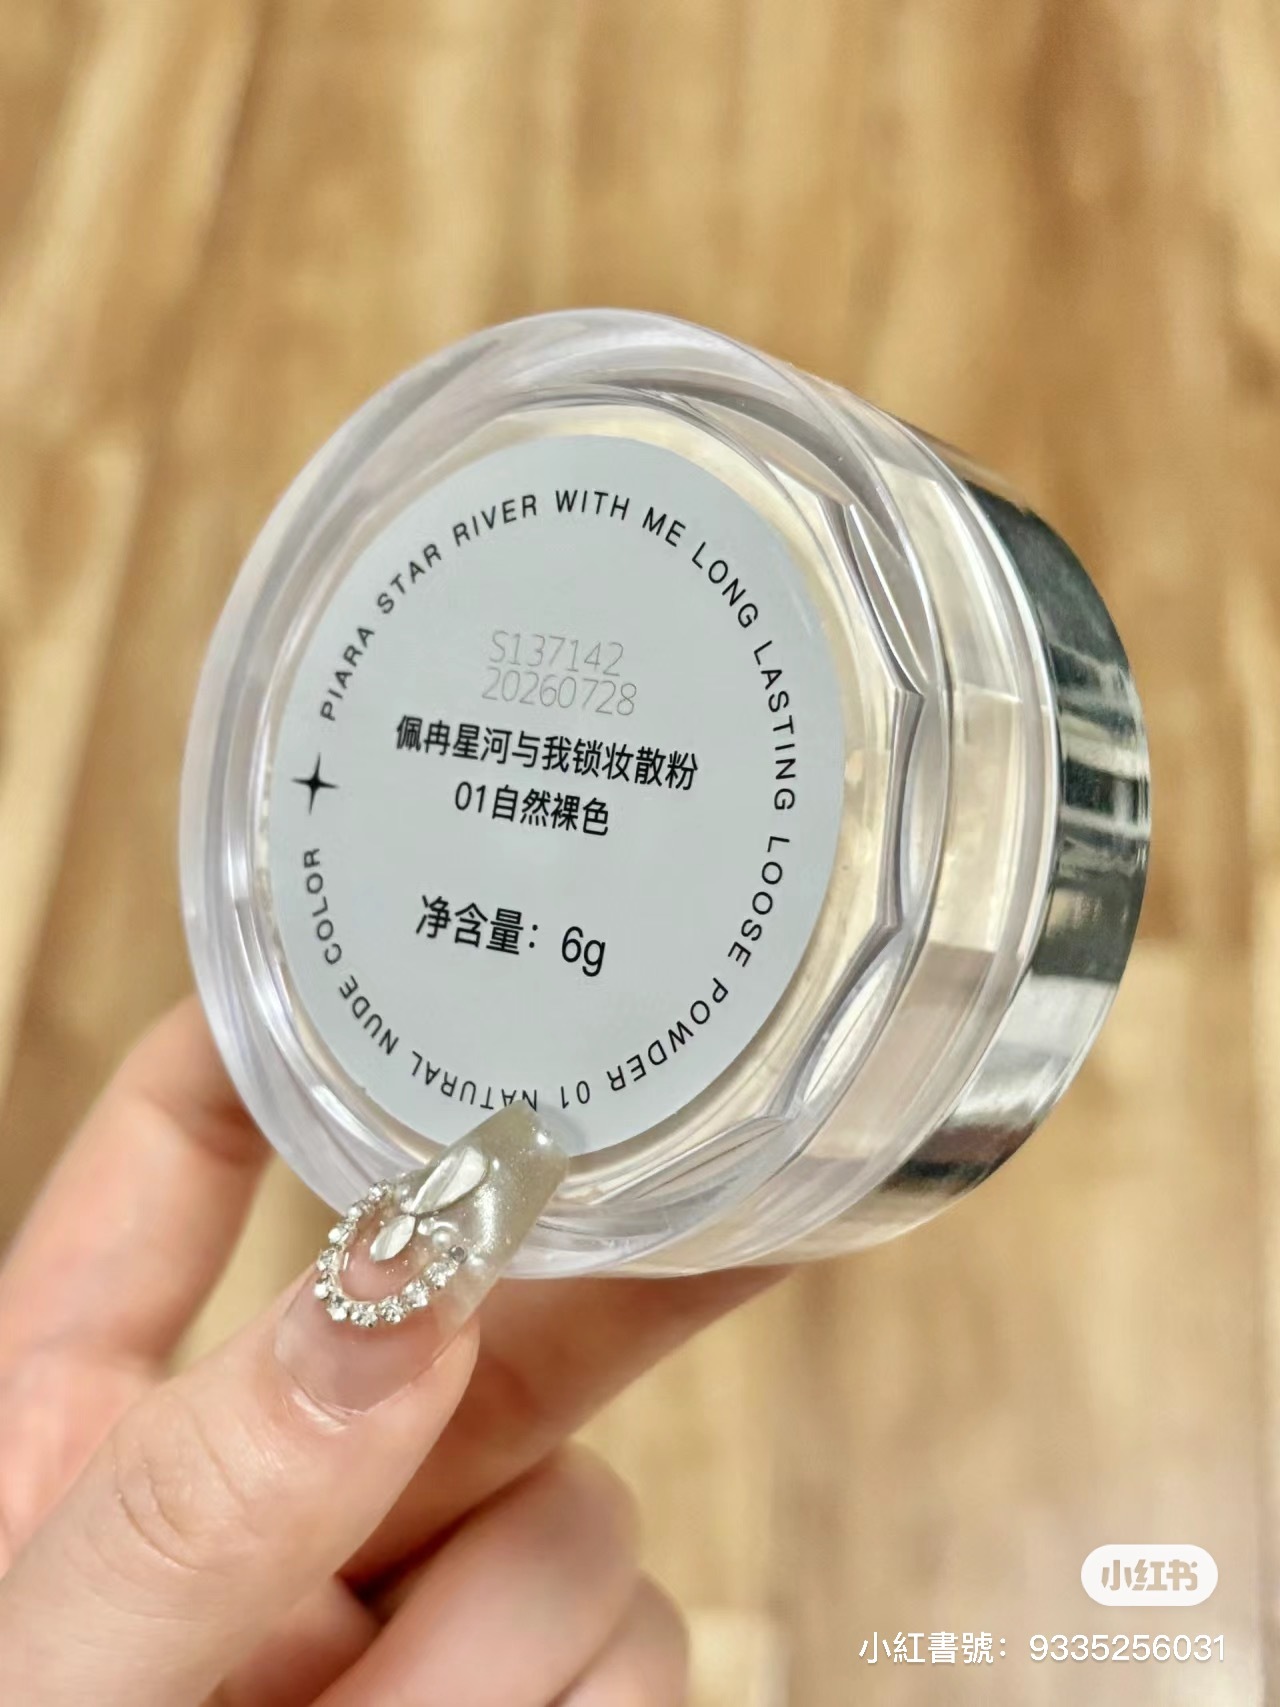 PIARA STAR RIVER WITH ME LONG LASTING LOOSE POWDER 01 NATURAL NUDE COLOR
S137142
20260728
佩冉星河与我锁妆散粉
01自然裸色
净含量：6g
小红书
小紅書號：9335256031